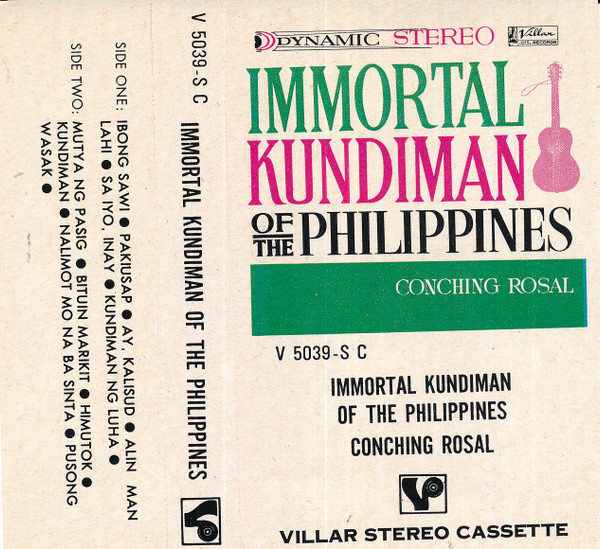 SIDE ONE: IBONG SAWI ● PAKIUSAP ● AY, KALISUD ● ALIN MAN
LAHI ● SA IYO, INAY ● KUNDIMAN NG LUHA ●
SIDE TWO: MUTYA NG PASIG ● BITUIN MARIKIT ● HIMUTOK ●
KUNDIMAN ● NALIMOT MO NA BA SINTA ● PUSONG
WASAK ●
V 5039-S C IMMORTAL KUNDIMAN OF THE PHILIPPINES
DYNAMIC STEREO
Villar
RECORDS
IMMORTAL
KUNDIMAN
OF THE PHILIPPINES
CONCHING ROSAL
V 5039-S C
IMMORTAL KUNDIMAN
OF THE PHILIPPINES
CONCHING ROSAL
VILLAR STEREO CASSETTE